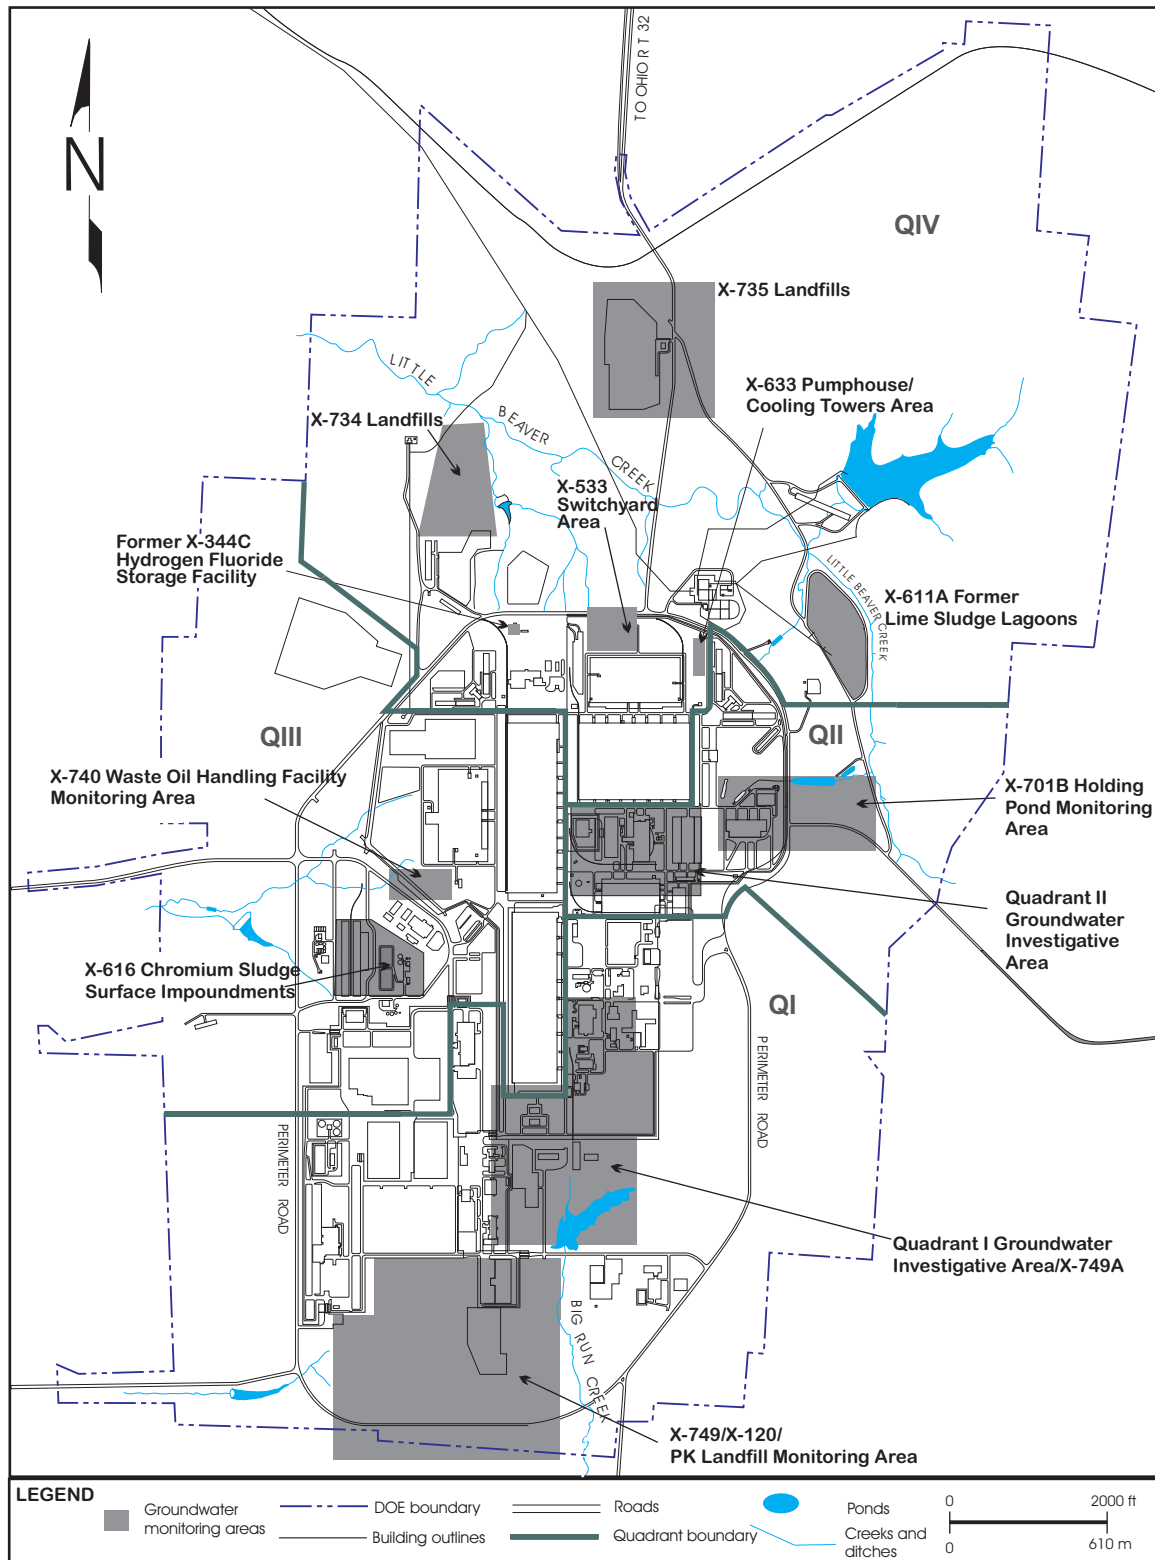 TO OHIO R T 32
N
QIV
X-735 Landfills
LITTLE
BEAVER
CREEK
X-633 Pumphouse/
Cooling Towers Area
X-734 Landfills
X-533
Switchyard
Area
Former X-344C
Hydrogen Fluoride
Storage Facility
LITTLE BEAVER CREEK
X-611A Former
Lime Sludge Lagoons
QIII
QII
X-740 Waste Oil Handling Facility
Monitoring Area
X-701B Holding
Pond Monitoring
Area
Quadrant II
Groundwater
Investigative
Area
X-616 Chromium Sludge
Surface Impoundments
QI
PERIMETER ROAD
PERIMETER ROAD
Quadrant I Groundwater
Investigative Area/X-749A
BIG RUN CREEK
X-749/X-120/
PK Landfill Monitoring Area
LEGEND
Groundwater
monitoring areas
DOE boundary
Building outlines
Roads
Quadrant boundary
Ponds
Creeks and
ditches
0 2000 ft
0 610 m